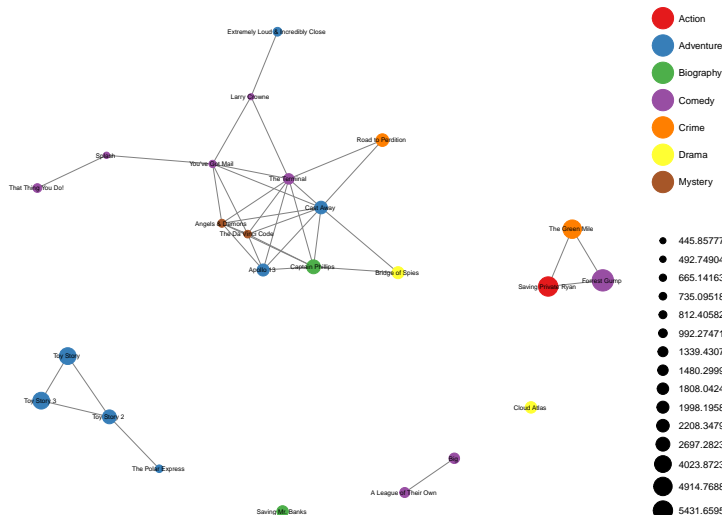 Extremely Loud & Incredibly Close
Larry Crowne
Road to Perdition
Splash
You've Got Mail
That Thing You Do!
The Terminal
Cast Away
Angels & Demons
The Da Vinci Code
Apollo 13
Captain Phillips
Bridge of Spies
The Green Mile
Saving Private Ryan
Forrest Gump
Toy Story
Toy Story 3
Toy Story 2
The Polar Express
Cloud Atlas
Big
A League of Their Own
Saving Mr. Banks
Action
Adventure
Biography
Comedy
Crime
Drama
Mystery
445.85777
492.74904
665.14163
735.09518
812.40582
992.27471
1339.4307
1480.2999
1808.0424
1998.1958
2208.3479
2697.2823
4023.8723
4914.7688
5431.6595